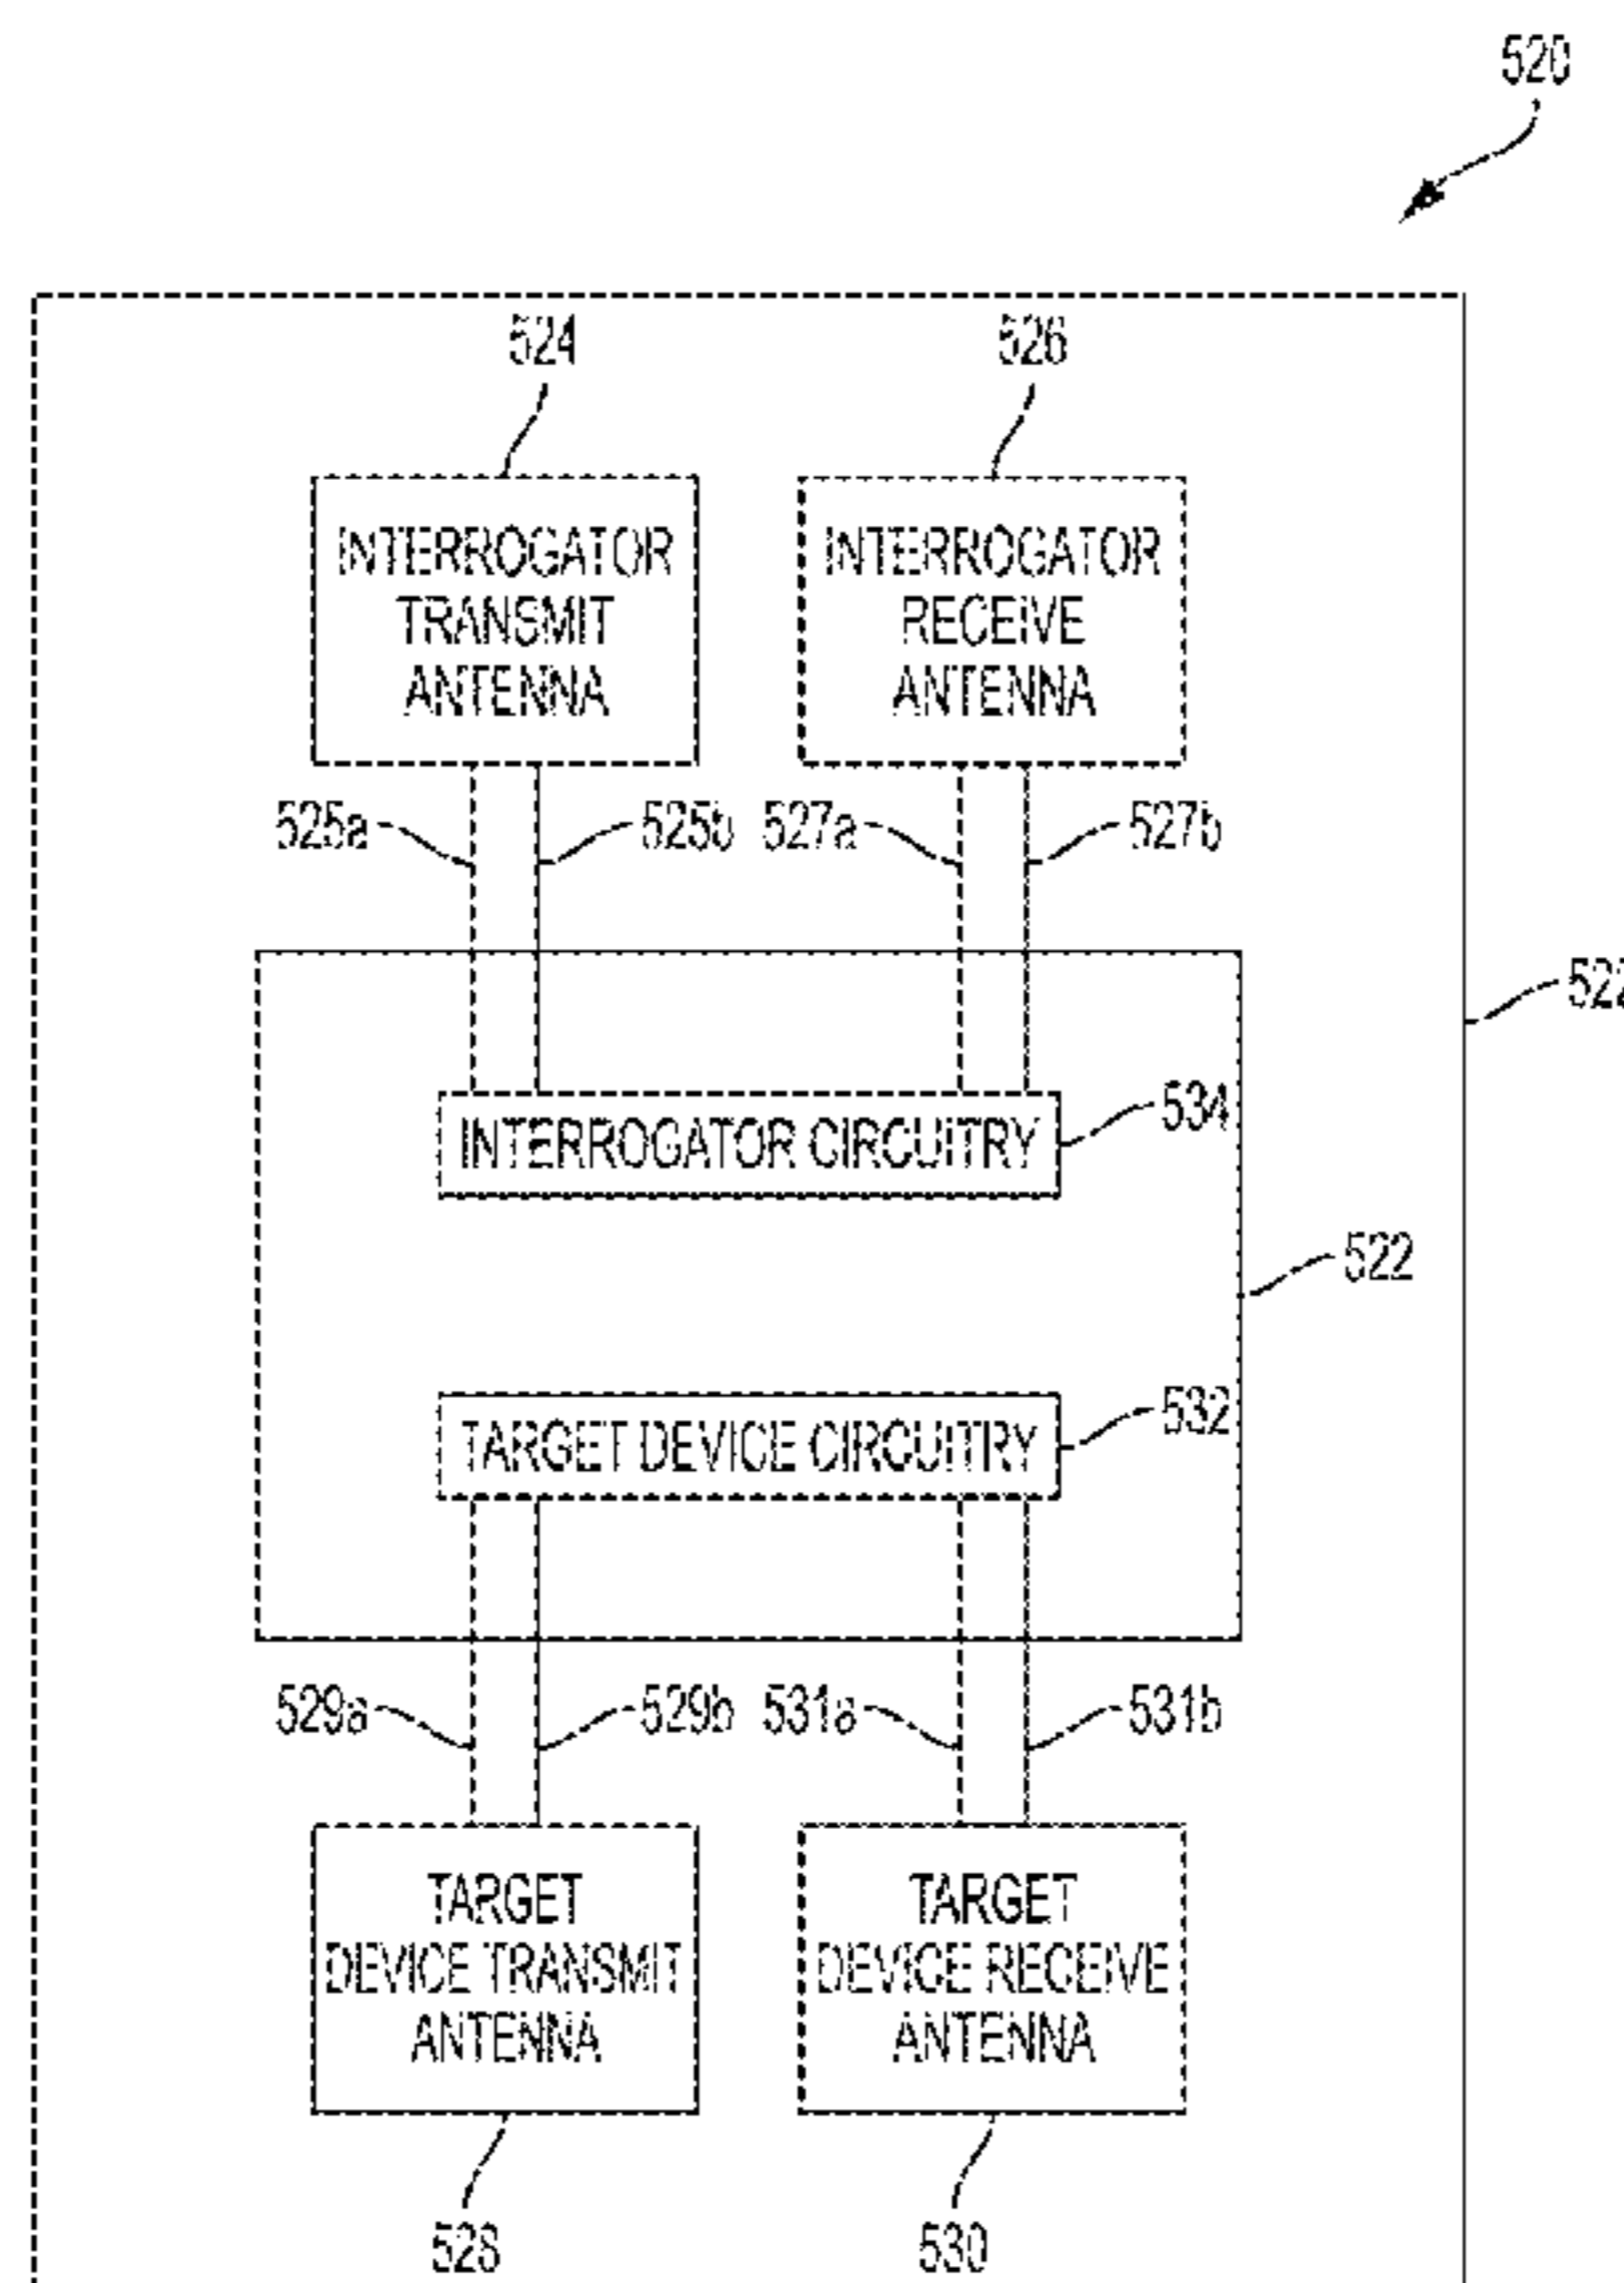 520
524
526
INTERROGATOR
TRANSMIT
ANTENNA
INTERROGATOR
RECEIVE
ANTENNA
525a
525b
527a
527b
522
534
INTERROGATOR CIRCUITRY
522
532
TARGET DEVICE CIRCUITRY
529a
529b
531a
531b
TARGET
DEVICE TRANSMIT
ANTENNA
TARGET
DEVICE RECEIVE
ANTENNA
528
530